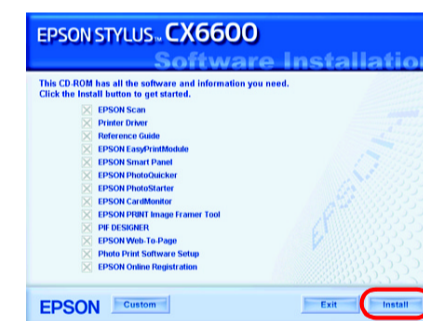 EPSON STYLUS™ CX6600
Software Installatio
This CD-ROM has all the software and information you need.
Click the Install button to get started.
EPSON Scan
Printer Driver
Reference Guide
EPSON EasyPrintModule
EPSON Smart Panel
EPSON PhotoQuicker
EPSON PhotoStarter
EPSON CardMonitor
EPSON PRINT Image Framer Tool
PIF DESIGNER
EPSON Web-To-Page
Photo Print Software Setup
EPSON Online Registration
EPSON
EPSON Custom Exit Install